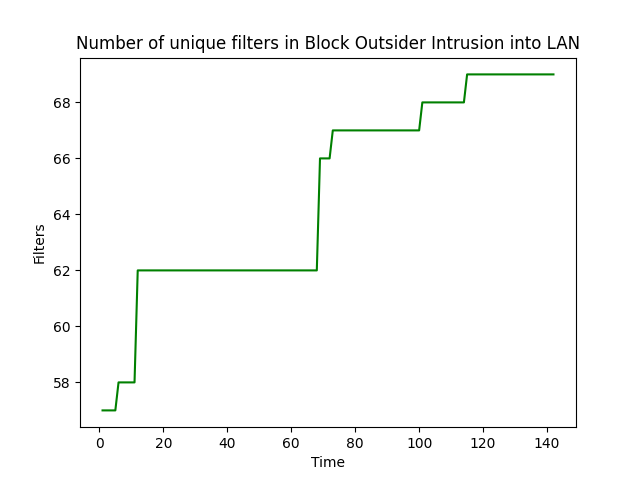 Number of unique filters in Block Outsider Intrusion into LAN
68
66
64
62
60
58
Filters
0 20 40 60 80 100 120 140
Time